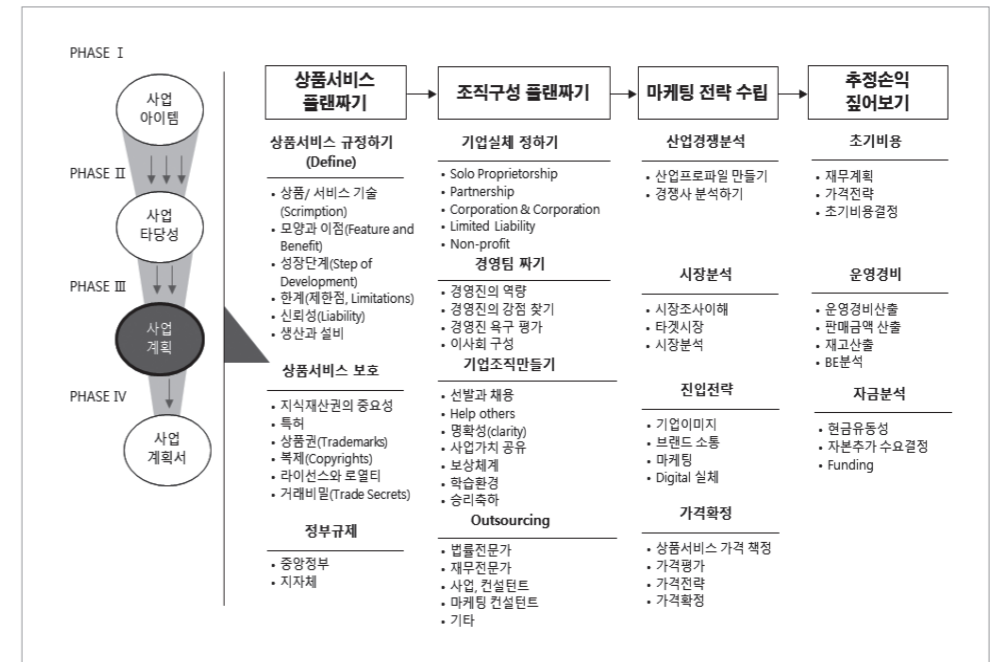 PHASE Ⅰ
사업
아이템
PHASE Ⅱ
사업
타당성
PHASE Ⅲ
사업
계획
PHASE Ⅳ
사업
계획서
상품서비스
플랜짜기
상품서비스 규정하기
(Define)
• 상품/ 서비스 기술
(Scrimption)
• 모양과 이점(Feature and
Benefit)
• 성장단계(Step of
Development)
• 한계(제한점, Limitations)
• 신뢰성(Liability)
• 생산과 설비
상품서비스 보호
• 지식재산권의 중요성
• 특허
• 상품권(Trademarks)
• 복제(Copyrights)
• 라이선스와 로열티
• 거래비밀(Trade Secrets)
정부규제
• 중앙정부
• 지자체
조직구성 플랜짜기
기업실체 정하기
• Solo Proprietorship
• Partnership
• Corporation & Corporation
• Limited Liability
• Non-profit
경영팀 짜기
• 경영진의 역량
• 경영진의 강점 찾기
• 경영진 욕구 평가
• 이사회 구성
기업조직만들기
• 선발과 채용
• Help others
• 명확성(clarity)
• 사업가치 공유
• 보상체계
• 학습환경
• 승리축하
Outsourcing
• 법률전문가
• 재무전문가
• 사업, 컨설턴트
• 마케팅 컨설턴트
• 기타
마케팅 전략 수립
산업경쟁분석
• 산업프로파일 만들기
• 경쟁사 분석하기
시장분석
• 시장조사이해
• 타겟시장
• 시장분석
진입전략
• 기업이미지
• 브랜드 소통
• 마케팅
• Digital 실체
가격확정
• 상품서비스 가격 책정
• 가격평가
• 가격전략
• 가격확정
추정손익
짚어보기
초기비용
• 재무계획
• 가격전략
• 초기비용결정
운영경비
• 운영경비산출
• 판매금액 산출
• 재고산출
• BE분석
자금분석
• 현금유동성
• 자본추가 수요결정
• Funding